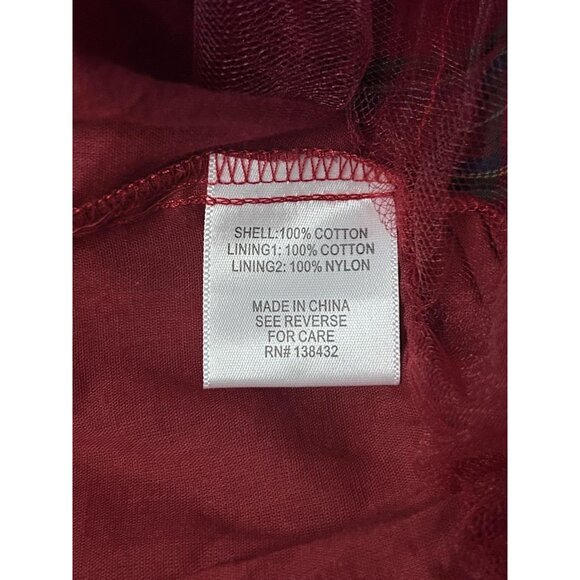 SHELL:100% COTTON
LINING1: 100% COTTON
LINING2: 100% NYLON
MADE IN CHINA
SEE REVERSE
FOR CARE
RN# 138432